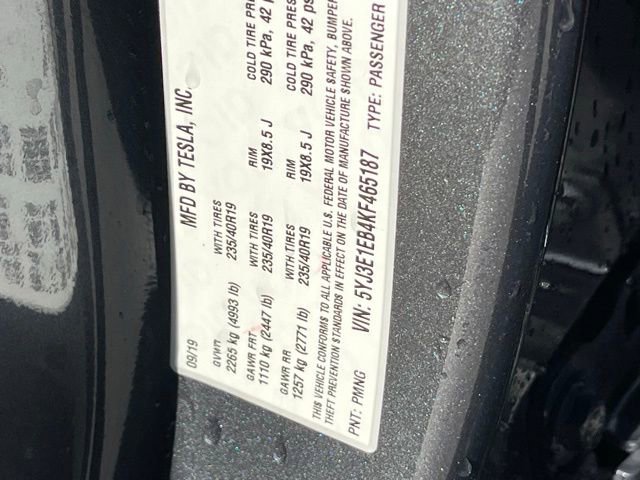 MFD BY TESLA, INC.
09/19
GVWR WITH TIRES RIM COLD TIRE PRES
2265 kg (4993 lb) 235/40R19 19X8.5 J 290 kPa, 42 p
GAWR FRT WITH TIRES RIM COLD TIRE PRES
1110 kg (2447 lb) 235/40R19 19X8.5 J 290 kPa, 42 ps
GAWR RR
1257 kg (2771 lb) 235/40R19
THIS VEHICLE CONFORMS TO ALL APPLICABLE U.S. FEDERAL MOTOR VEHICLE SAFETY, BUMPER
THEFT PREVENTION STANDARDS IN EFFECT ON THE DATE OF MANUFACTURE SHOWN ABOVE.
PNT: PMNG VIN: 5YJ3E1EB4KF465187 TYPE: PASSENGER